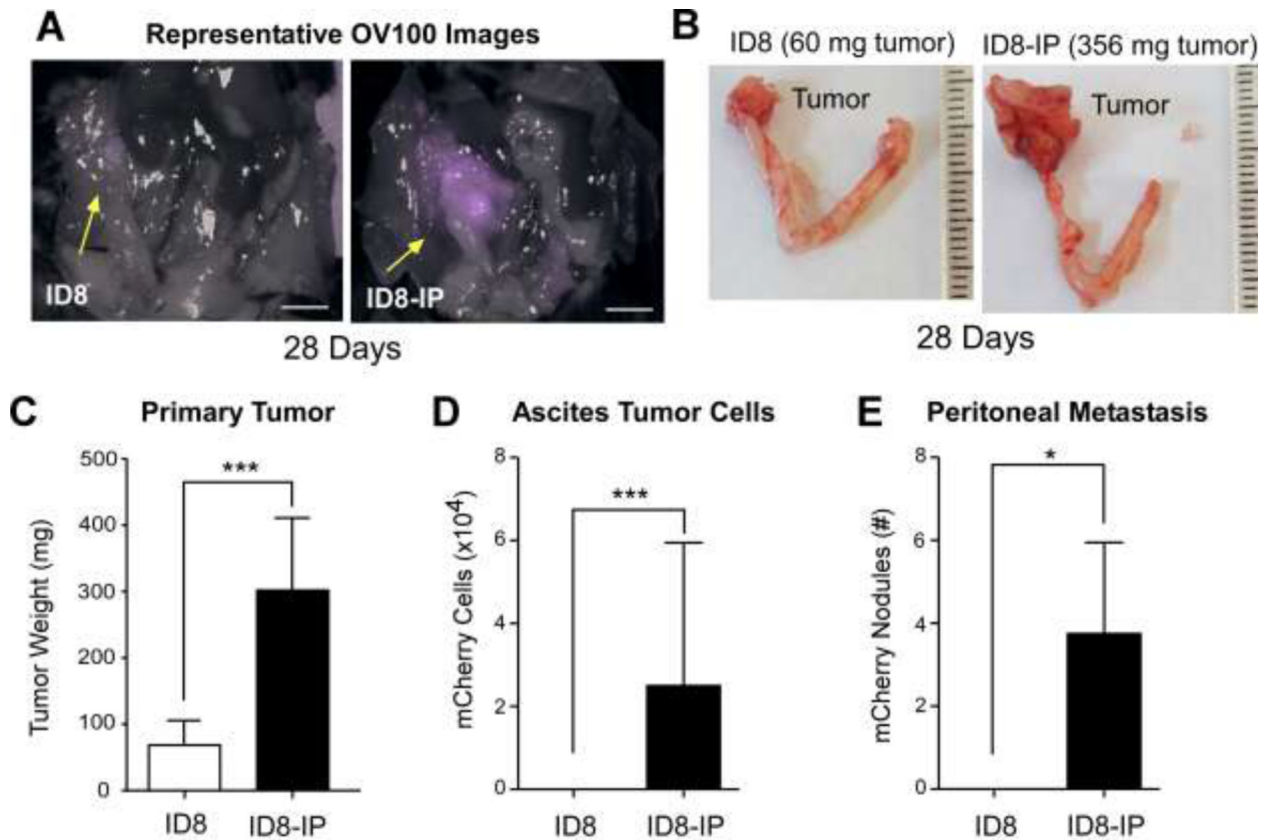 A
Representative OV100 Images
ID8
ID8-IP
28 Days
B
ID8 (60 mg tumor)
ID8-IP (356 mg tumor)
Tumor
Tumor
28 Days
C
Primary Tumor
Tumor Weight (mg)
500
400
300
200
100
0
***
ID8
ID8-IP
D
Ascites Tumor Cells
mCherry Cells (x10⁴)
8
6
4
2
0
***
ID8
ID8-IP
E
Peritoneal Metastasis
mCherry Nodules (#)
8
6
4
2
0
*
ID8
ID8-IP